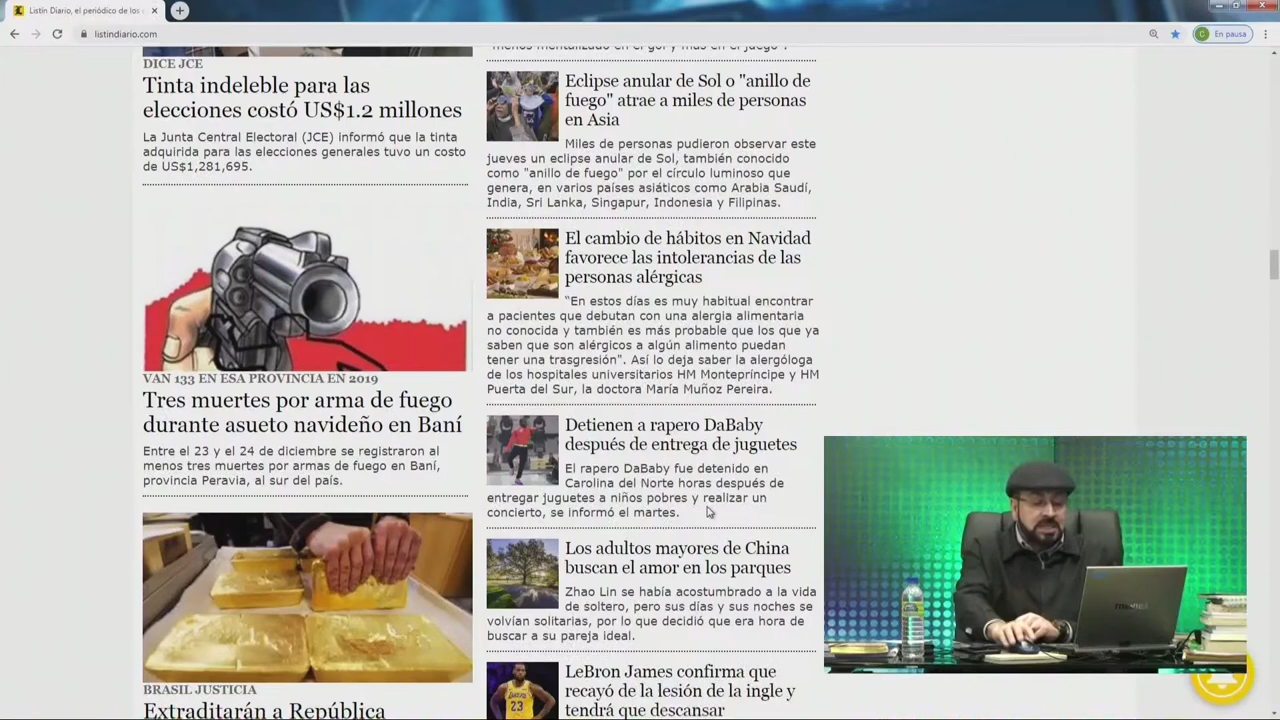 Listín Diario, el periódico de los
listindiario.com
En pausa
DICE JCE
Tinta indeleble para las
elecciones costó US$1.2 millones
La Junta Central Electoral (JCE) informó que la tinta
adquirida para las elecciones generales tuvo un costo
de US$1,281,695.
VAN 133 EN ESA PROVINCIA EN 2019
Tres muertes por arma de fuego
durante asueto navideño en Baní
Entre el 23 y el 24 de diciembre se registraron al
menos tres muertes por armas de fuego en Baní,
provincia Peravia, al sur del país.
BRASIL JUSTICIA
Extraditarán a República
menos mentalizado en el gol y más en el juego".
Eclipse anular de Sol o "anillo de
fuego" atrae a miles de personas
en Asia
Miles de personas pudieron observar este
jueves un eclipse anular de Sol, también conocido
como "anillo de fuego" por el círculo luminoso que
genera, en varios países asiáticos como Arabia Saudí,
India, Sri Lanka, Singapur, Indonesia y Filipinas.
El cambio de hábitos en Navidad
favorece las intolerancias de las
personas alérgicas
“En estos días es muy habitual encontrar
a pacientes que debutan con una alergia alimentaria
no conocida y también es más probable que los que ya
saben que son alérgicos a algún alimento puedan
tener una trasgresión". Así lo deja saber la alergóloga
de los hospitales universitarios HM Montepríncipe y HM
Puerta del Sur, la doctora María Muñoz Pereira.
Detienen a rapero DaBaby
después de entrega de juguetes
El rapero DaBaby fue detenido en
Carolina del Norte horas después de
entregar juguetes a niños pobres y realizar un
concierto, se informó el martes.
Los adultos mayores de China
buscan el amor en los parques
Zhao Lin se había acostumbrado a la vida
de soltero, pero sus días y sus noches se
volvían solitarias, por lo que decidió que era hora de
buscar a su pareja ideal.
LeBron James confirma que
recayó de la lesión de la ingle y
tendrá que descansar
23